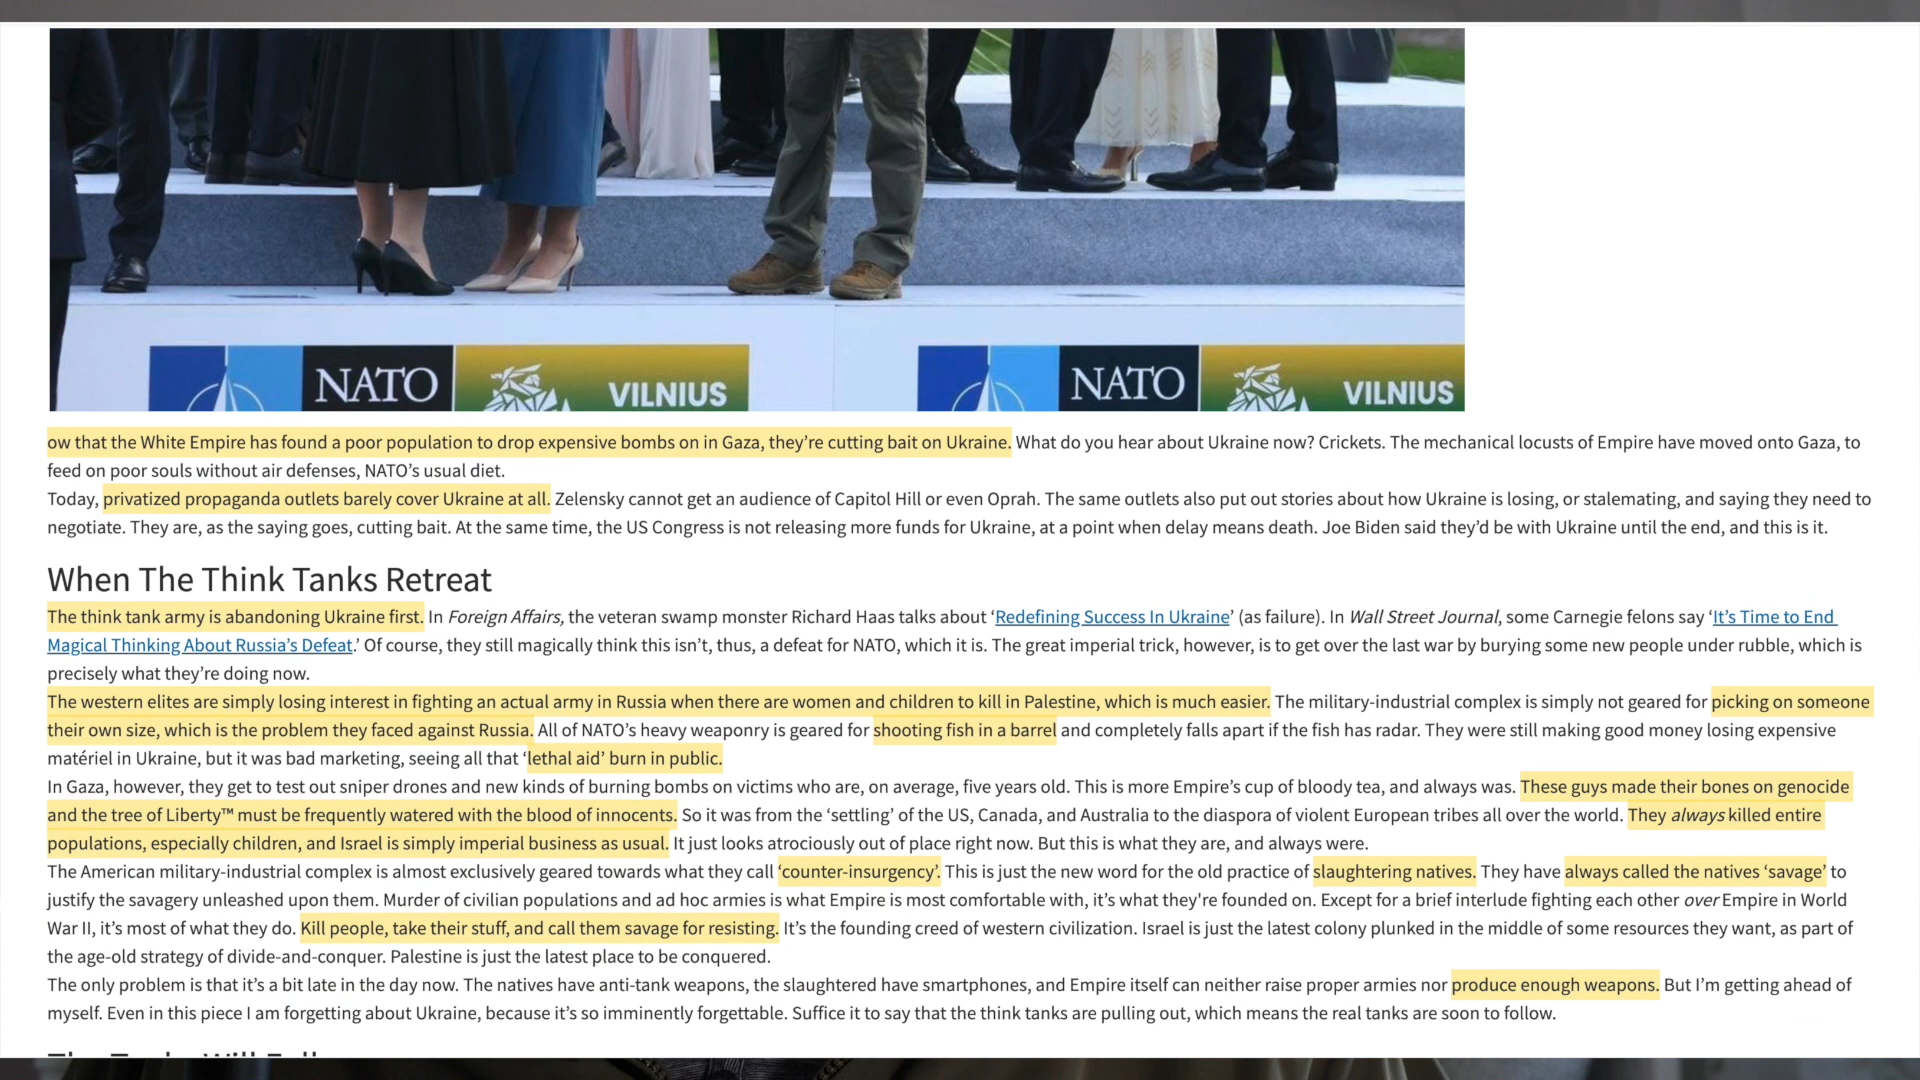 NATO VILNIUS NATO VILNIUS
ow that the White Empire has found a poor population to drop expensive bombs on in Gaza, they’re cutting bait on Ukraine. What do you hear about Ukraine now? Crickets. The mechanical locusts of Empire have moved onto Gaza, to
feed on poor souls without air defenses, NATO’s usual diet.
Today, privatized propaganda outlets barely cover Ukraine at all. Zelensky cannot get an audience of Capitol Hill or even Oprah. The same outlets also put out stories about how Ukraine is losing, or stalemating, and saying they need to
negotiate. They are, as the saying goes, cutting bait. At the same time, the US Congress is not releasing more funds for Ukraine, at a point when delay means death. Joe Biden said they’d be with Ukraine until the end, and this is it.
When The Think Tanks Retreat
The think tank army is abandoning Ukraine first. In Foreign Affairs, the veteran swamp monster Richard Haas talks about ‘Redefining Success In Ukraine’ (as failure). In Wall Street Journal, some Carnegie felons say ‘It’s Time to End
Magical Thinking About Russia’s Defeat.’ Of course, they still magically think this isn’t, thus, a defeat for NATO, which it is. The great imperial trick, however, is to get over the last war by burying some new people under rubble, which is
precisely what they’re doing now.
The western elites are simply losing interest in fighting an actual army in Russia when there are women and children to kill in Palestine, which is much easier. The military-industrial complex is simply not geared for picking on someone
their own size, which is the problem they faced against Russia. All of NATO’s heavy weaponry is geared for shooting fish in a barrel and completely falls apart if the fish has radar. They were still making good money losing expensive
matériel in Ukraine, but it was bad marketing, seeing all that ‘lethal aid’ burn in public.
In Gaza, however, they get to test out sniper drones and new kinds of burning bombs on victims who are, on average, five years old. This is more Empire’s cup of bloody tea, and always was. These guys made their bones on genocide
and the tree of Liberty™ must be frequently watered with the blood of innocents. So it was from the ‘settling’ of the US, Canada, and Australia to the diaspora of violent European tribes all over the world. They always killed entire
populations, especially children, and Israel is simply imperial business as usual. It just looks atrociously out of place right now. But this is what they are, and always were.
The American military-industrial complex is almost exclusively geared towards what they call ‘counter-insurgency’. This is just the new word for the old practice of slaughtering natives. They have always called the natives ‘savage’ to
justify the savagery unleashed upon them. Murder of civilian populations and ad hoc armies is what Empire is most comfortable with, it’s what they're founded on. Except for a brief interlude fighting each other over Empire in World
War II, it’s most of what they do. Kill people, take their stuff, and call them savage for resisting. It’s the founding creed of western civilization. Israel is just the latest colony plunked in the middle of some resources they want, as part of
the age-old strategy of divide-and-conquer. Palestine is just the latest place to be conquered.
The only problem is that it’s a bit late in the day now. The natives have anti-tank weapons, the slaughtered have smartphones, and Empire itself can neither raise proper armies nor produce enough weapons. But I’m getting ahead of
myself. Even in this piece I am forgetting about Ukraine, because it’s so imminently forgettable. Suffice it to say that the think tanks are pulling out, which means the real tanks are soon to follow.